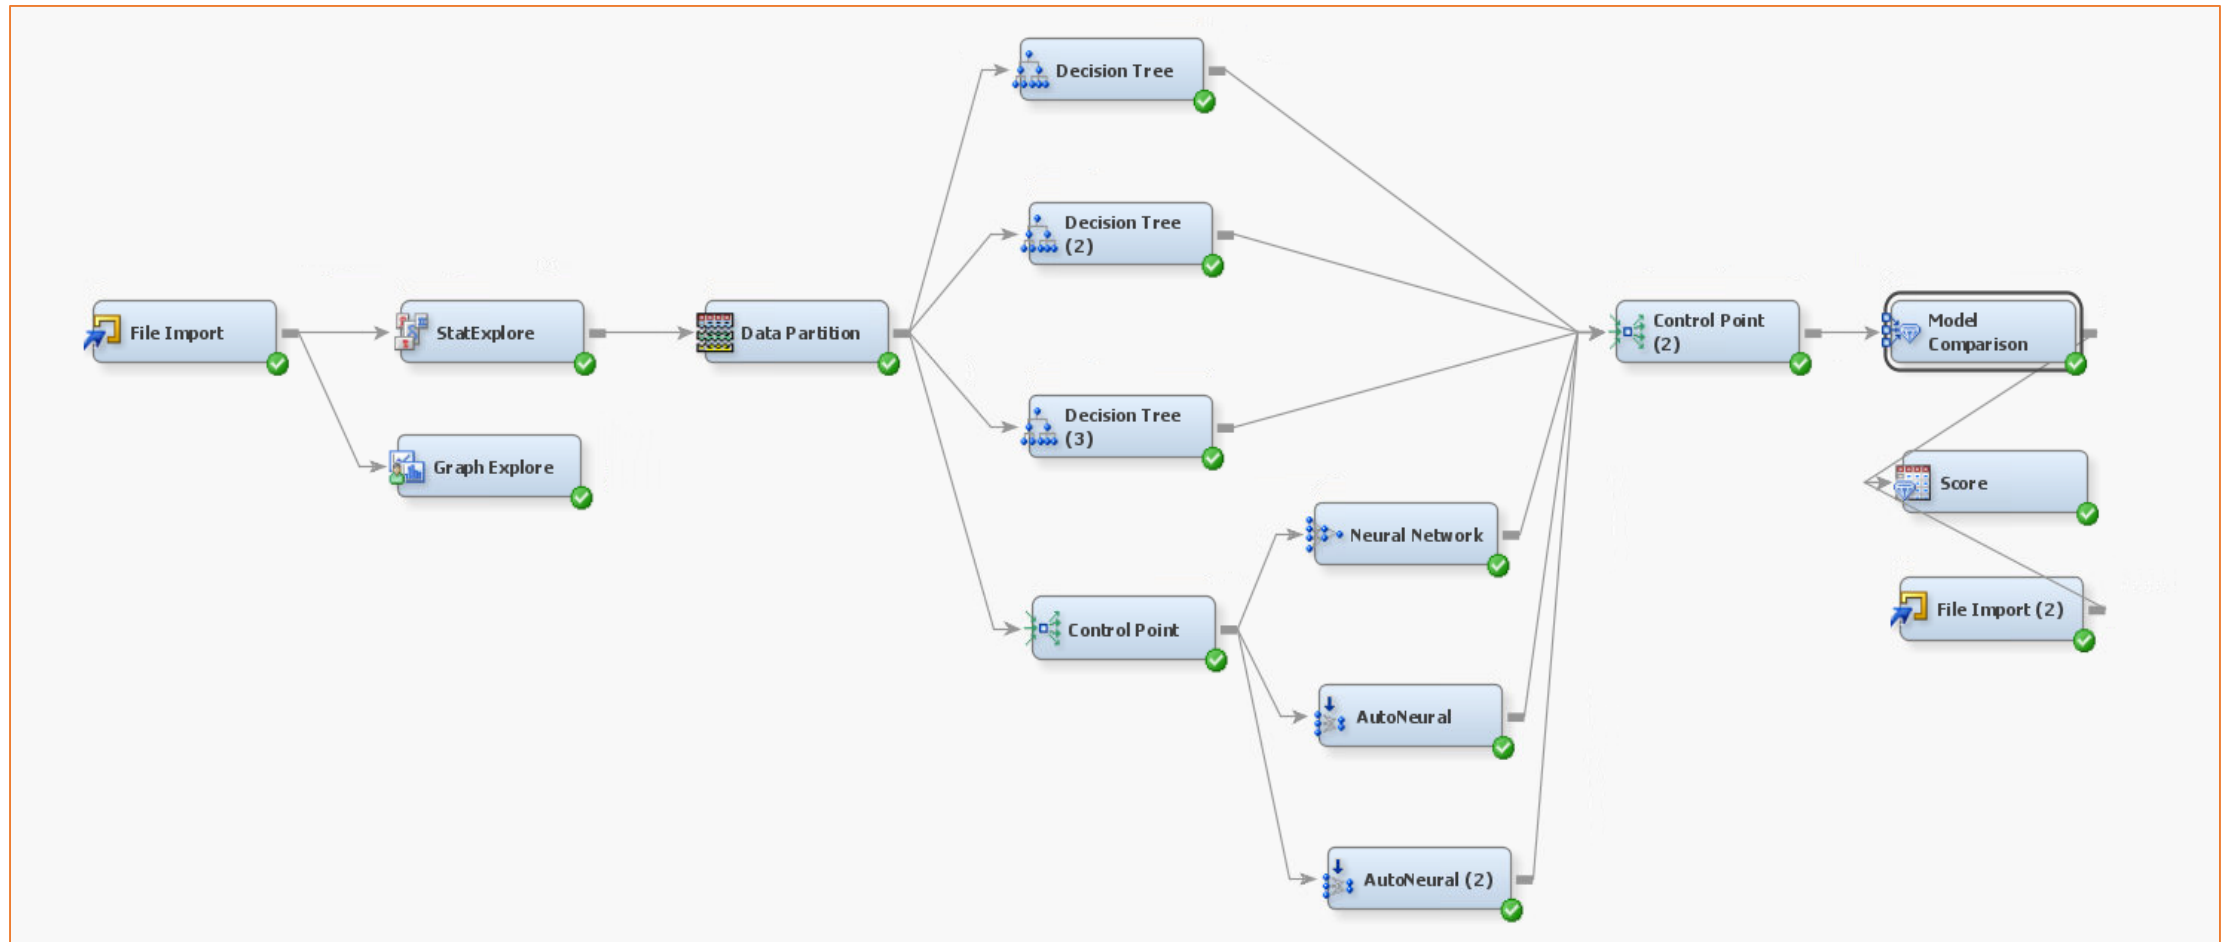 Decision Tree
Decision Tree
(2)
File Import
StatExplore
Data Partition
Control Point
(2)
Model
Comparison
Decision Tree
(3)
Graph Explore
Score
Neural Network
File Import (2)
Control Point
AutoNeural
AutoNeural (2)